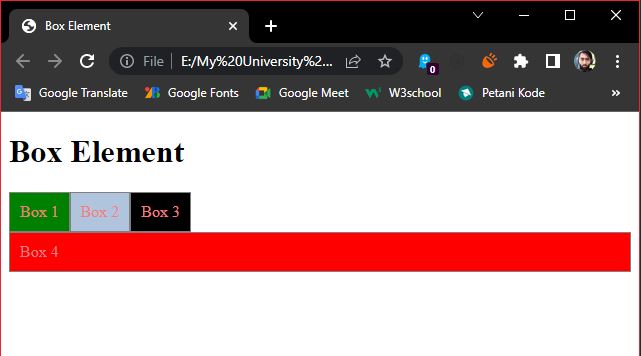 Box Element
File E:/My%20University%2...
0
Google Translate Google Fonts Google Meet W3school Petani Kode
Box Element
Box 1 Box 2 Box 3
Box 4